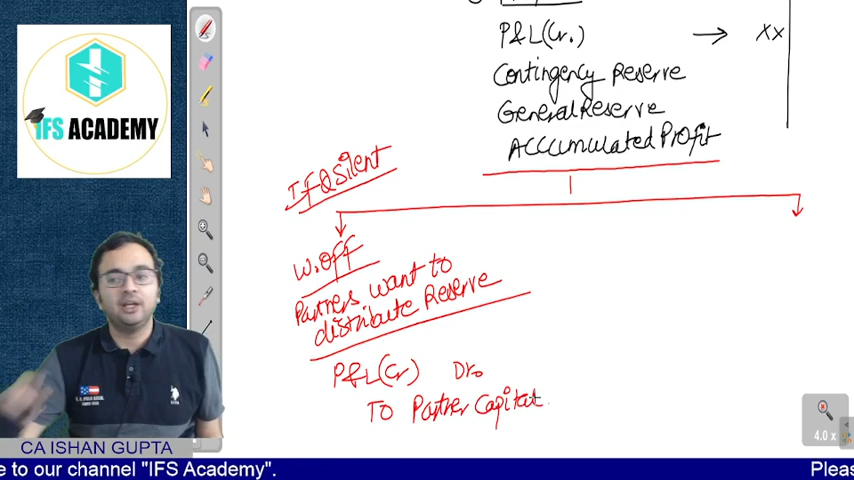 P&L(Cr.) → XX
Contingency Reserve
General Reserve
ACCCumulated Profit
IFS ACADEMY
IF Q Silent
W.OFF
Partners want to
distribute Reserve
P&L(Cr) Dr.
TO Partner Capital
4.0 x
CA ISHAN GUPTA
e to our channel "IFS Academy".
Pleas